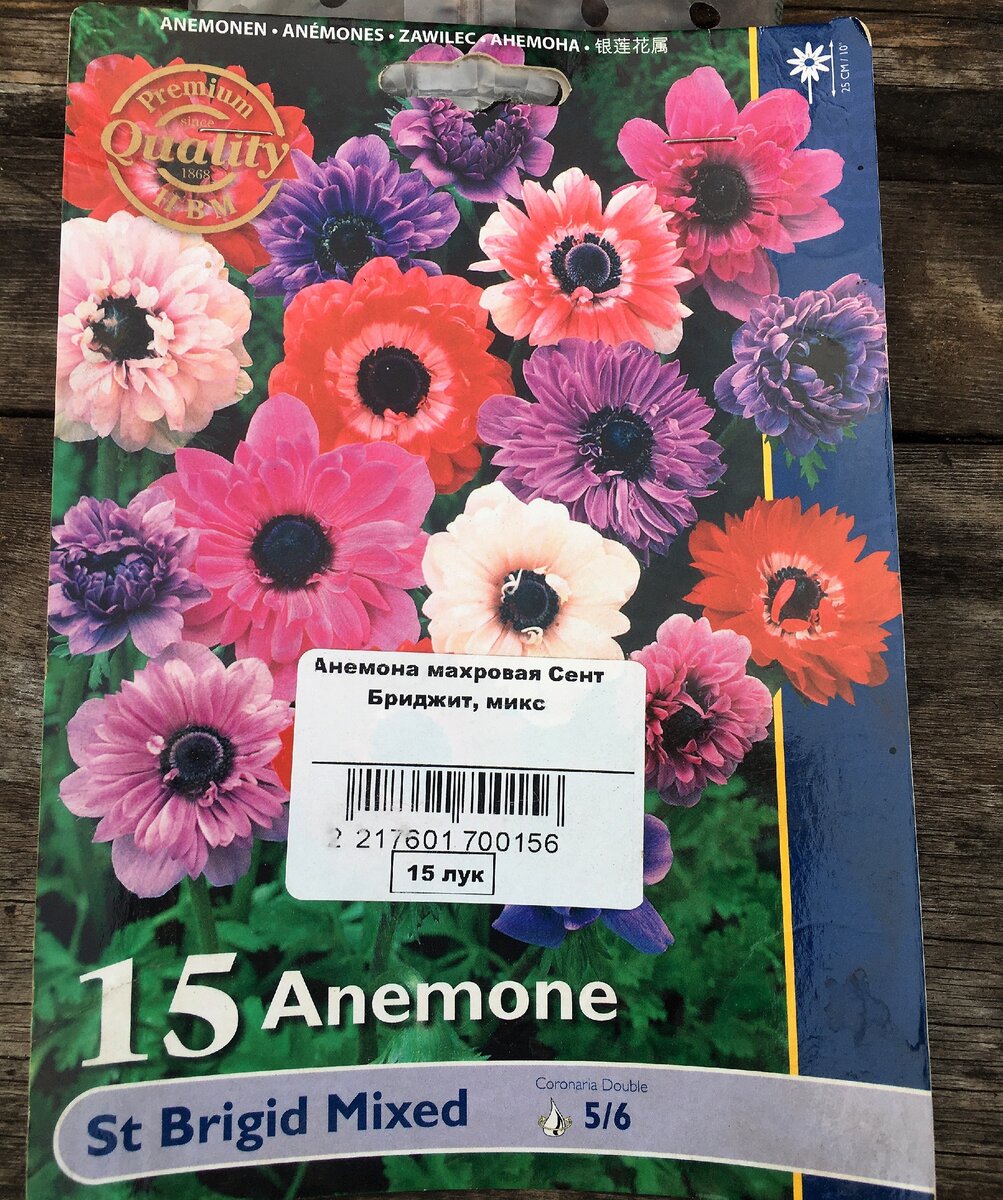 ANEMONEN • ANÉMONES • ZAWILEC • АНЕМОНА • 银莲花属
25 CM / 10"
Premium
since
Quality
1868
HBM
Анемона махровая Сент
Бриджит, микс
2 217601 700156
15 лук
15 Anemone
Coronaria Double
St Brigid Mixed
5/6